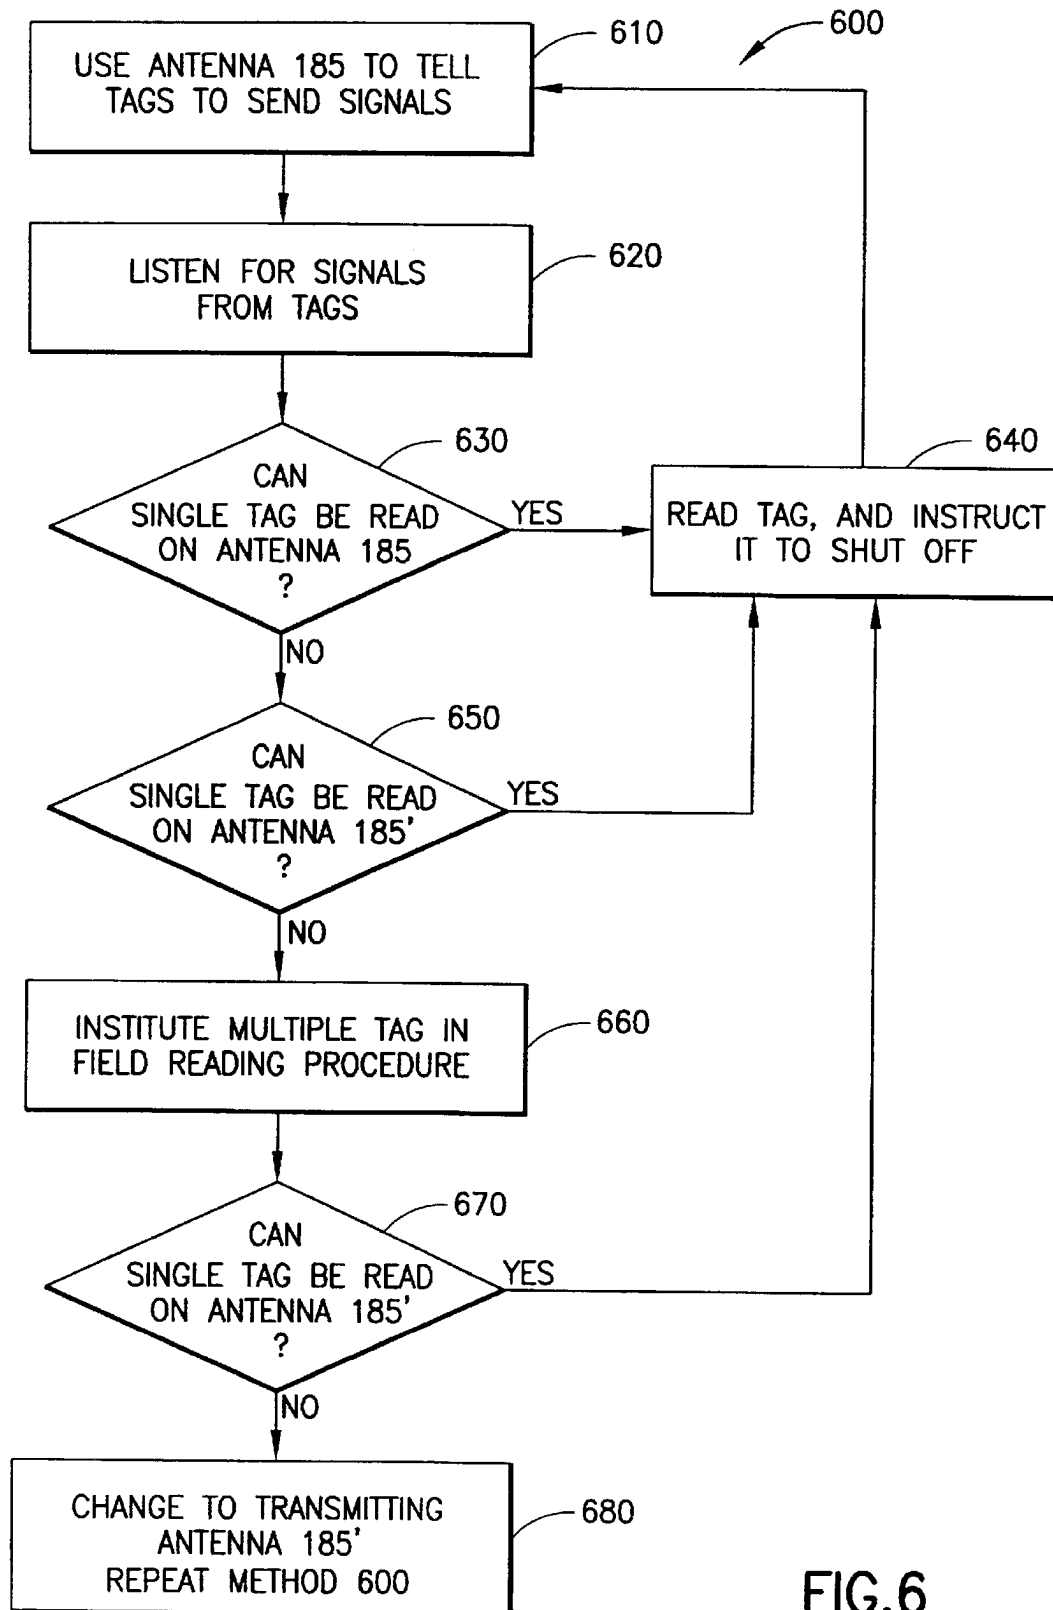 600
610
USE ANTENNA 185 TO TELL
TAGS TO SEND SIGNALS
620
LISTEN FOR SIGNALS
FROM TAGS
630
CAN
SINGLE TAG BE READ
ON ANTENNA 185
?
YES
NO
640
READ TAG, AND INSTRUCT
IT TO SHUT OFF
650
CAN
SINGLE TAG BE READ
ON ANTENNA 185'
?
YES
NO
660
INSTITUTE MULTIPLE TAG IN
FIELD READING PROCEDURE
670
CAN
SINGLE TAG BE READ
ON ANTENNA 185'
?
YES
NO
680
CHANGE TO TRANSMITTING
ANTENNA 185'
REPEAT METHOD 600
FIG.6